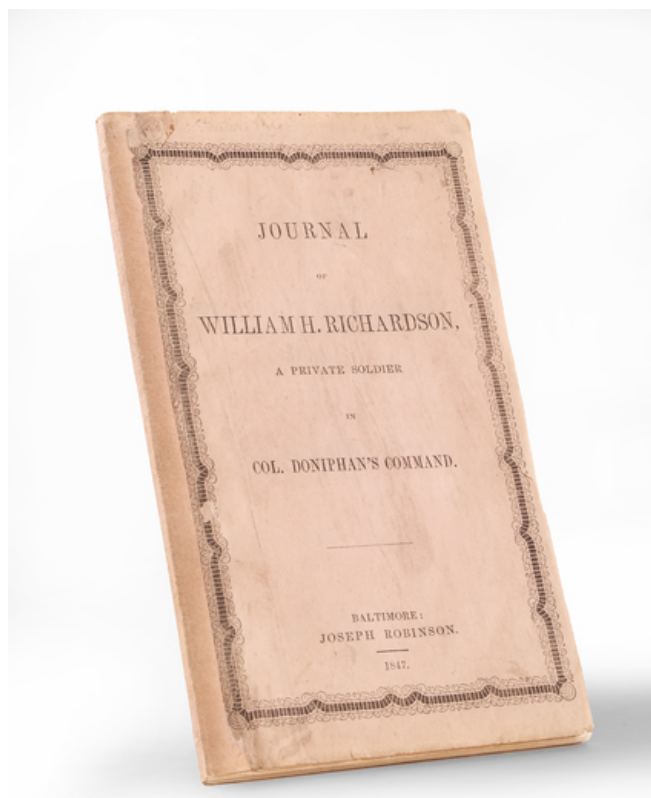 JOURNAL
OF
WILLIAM H. RICHARDSON,
A PRIVATE SOLDIER
IN
COL. DONIPHAN'S COMMAND.
BALTIMORE:
JOSEPH ROBINSON.
1847.